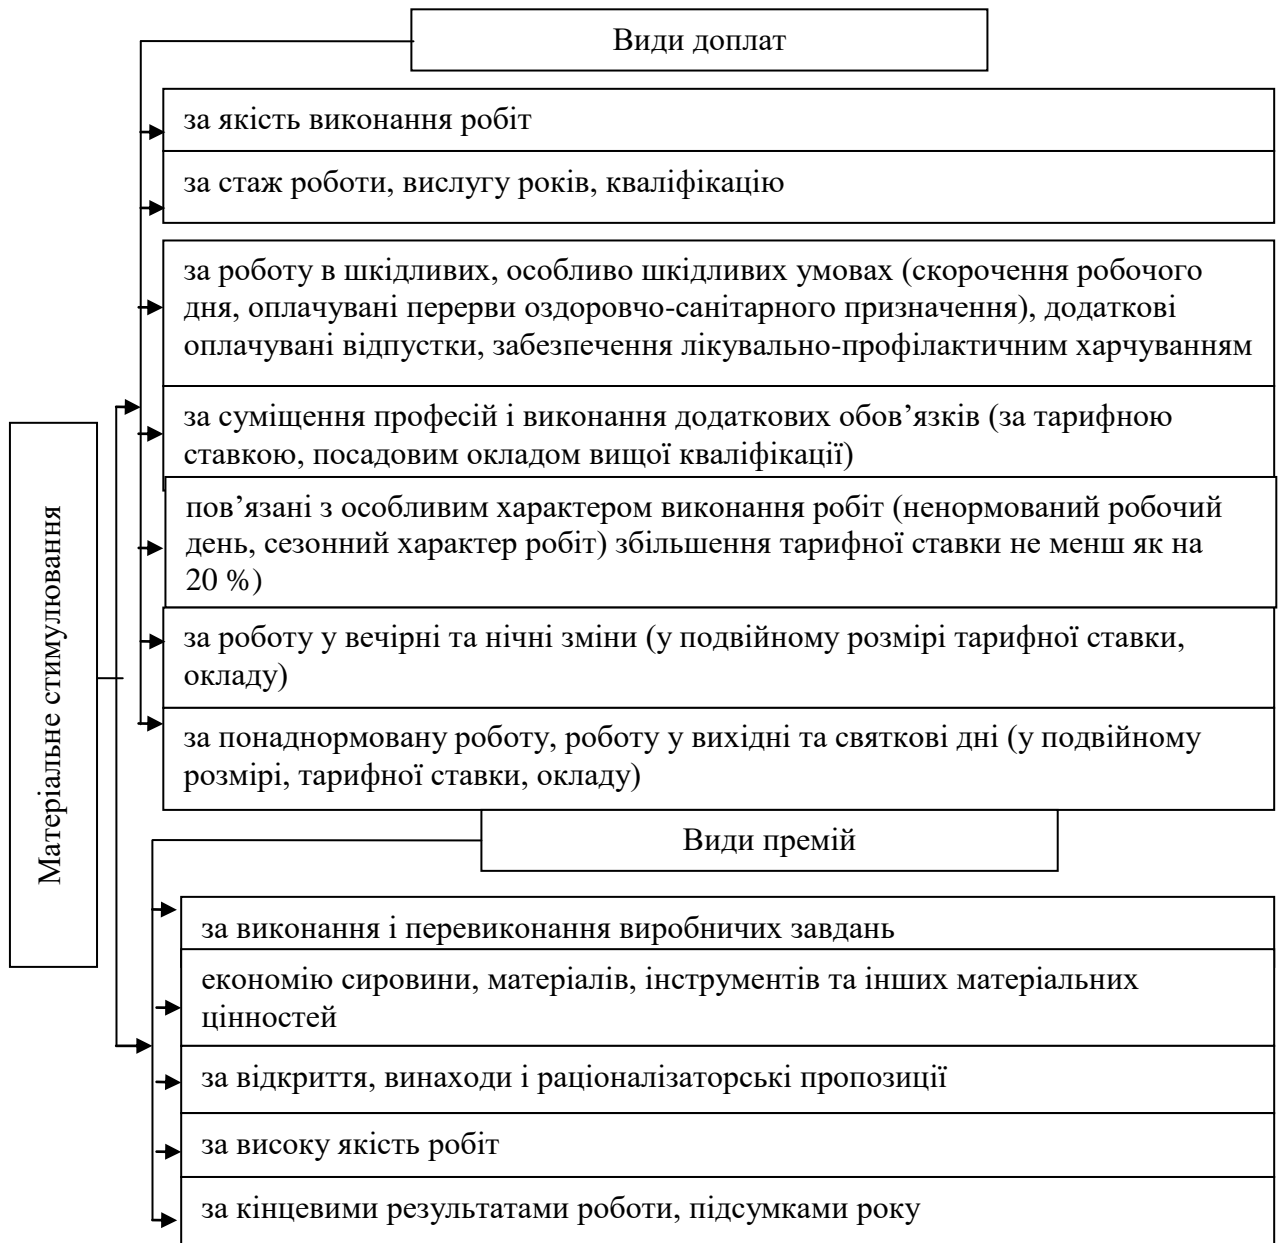 Види доплат
за якість виконання робіт
за стаж роботи, вислугу років, кваліфікацію
за роботу в шкідливих, особливо шкідливих умовах (скорочення робочого
дня, оплачувані перерви оздоровчо-санітарного призначення), додаткові
оплачувані відпустки, забезпечення лікувально-профілактичним харчуванням
за суміщення професій і виконання додаткових обов’язків (за тарифною
ставкою, посадовим окладом вищої кваліфікації)
пов’язані з особливим характером виконання робіт (ненормований робочий
день, сезонний характер робіт) збільшення тарифної ставки не менш як на
20 %)
за роботу у вечірні та нічні зміни (у подвійному розмірі тарифної ставки,
окладу)
за понаднормовану роботу, роботу у вихідні та святкові дні (у подвійному
розмірі, тарифної ставки, окладу)
Матеріальне стимулювання
Види премій
за виконання і перевиконання виробничих завдань
економію сировини, матеріалів, інструментів та інших матеріальних
цінностей
за відкриття, винаходи і раціоналізаторські пропозиції
за високу якість робіт
за кінцевими результатами роботи, підсумками року